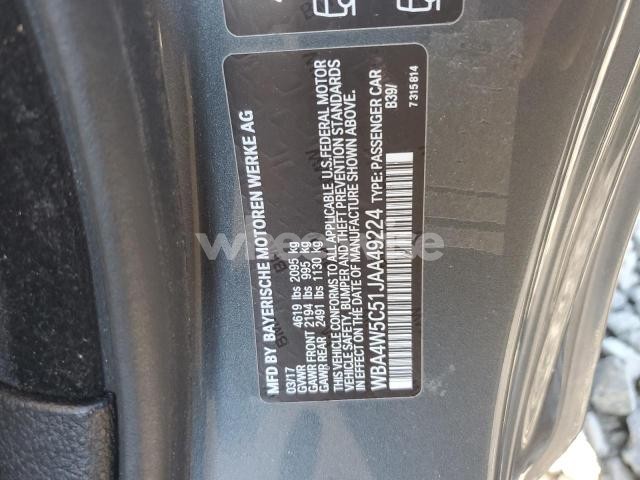 MFD BY BAYERISCHE MOTOREN WERKE AG
03/17
GVWR 4619 lbs 2095 kg
GAWR FRONT 2194 lbs 995 kg
GAWR REAR 2491 lbs 1130 kg
THIS VEHICLE CONFORMS TO ALL APPLICABLE U.S. FEDERAL MOTOR
VEHICLE SAFETY, BUMPER AND THEFT PREVENTION STANDARDS
IN EFFECT ON THE DATE OF MANUFACTURE SHOWN ABOVE.
WBA4W5C51JAA49224 TYPE: PASSENGER CAR
B39/
7 315 814